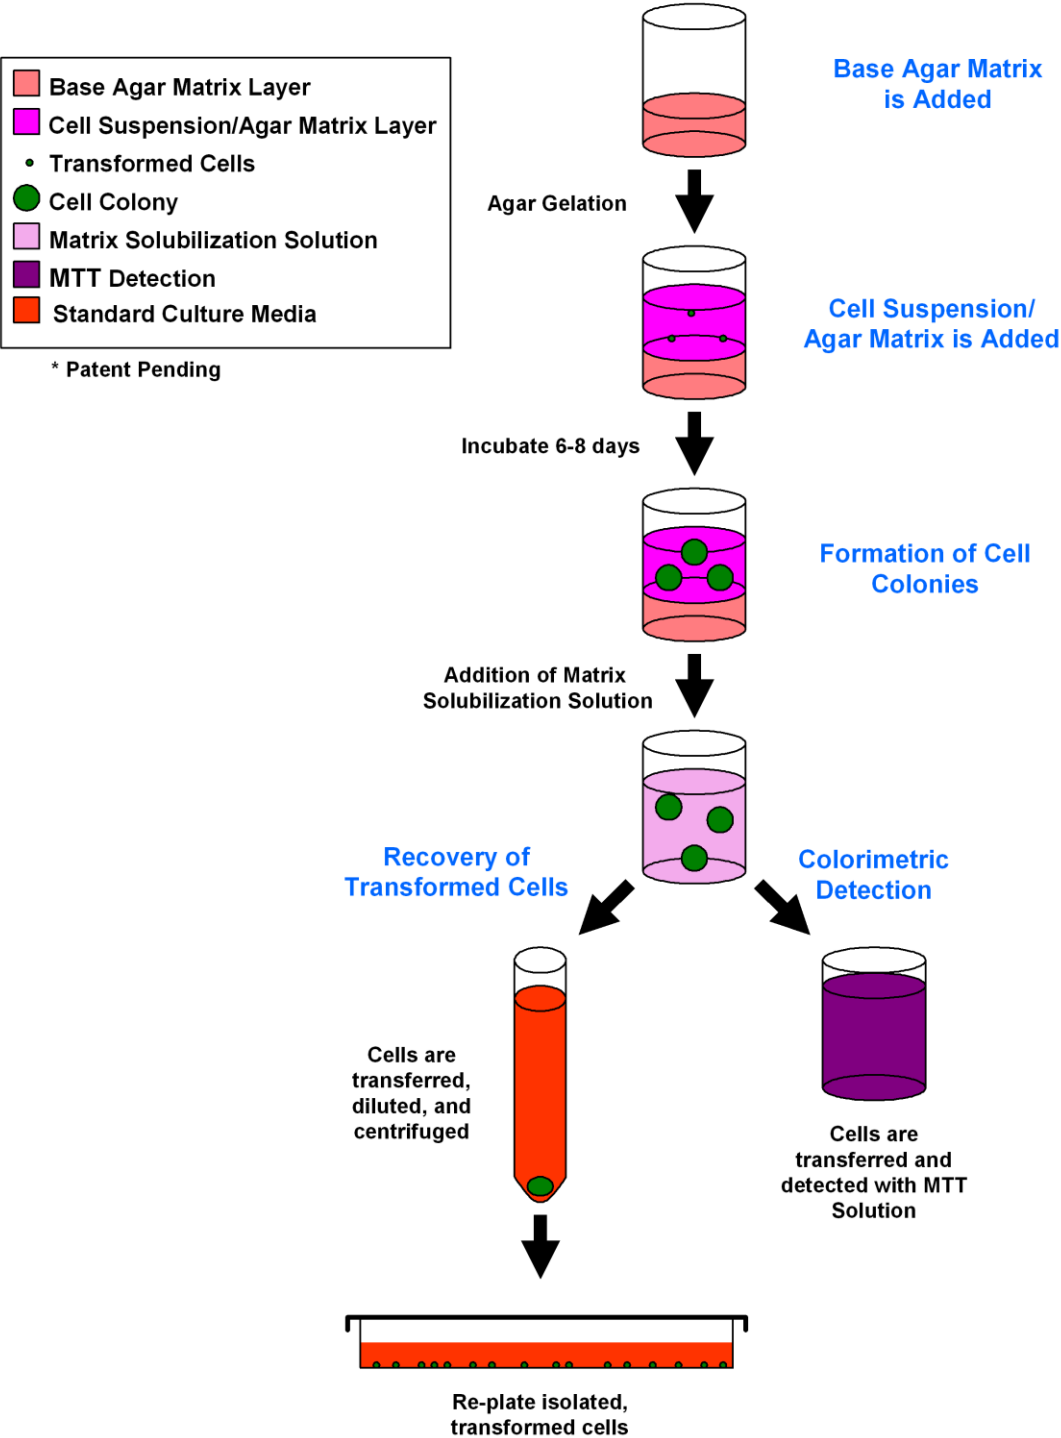 Base Agar Matrix Layer
Cell Suspension/Agar Matrix Layer
Transformed Cells
Cell Colony
Matrix Solubilization Solution
MTT Detection
Standard Culture Media
* Patent Pending
Base Agar Matrix
is Added
Agar Gelation
Cell Suspension/
Agar Matrix is Added
Incubate 6-8 days
Formation of Cell
Colonies
Addition of Matrix
Solubilization Solution
Recovery of
Transformed Cells
Colorimetric
Detection
Cells are
transferred,
diluted, and
centrifuged
Cells are
transferred and
detected with MTT
Solution
Re-plate isolated,
transformed cells